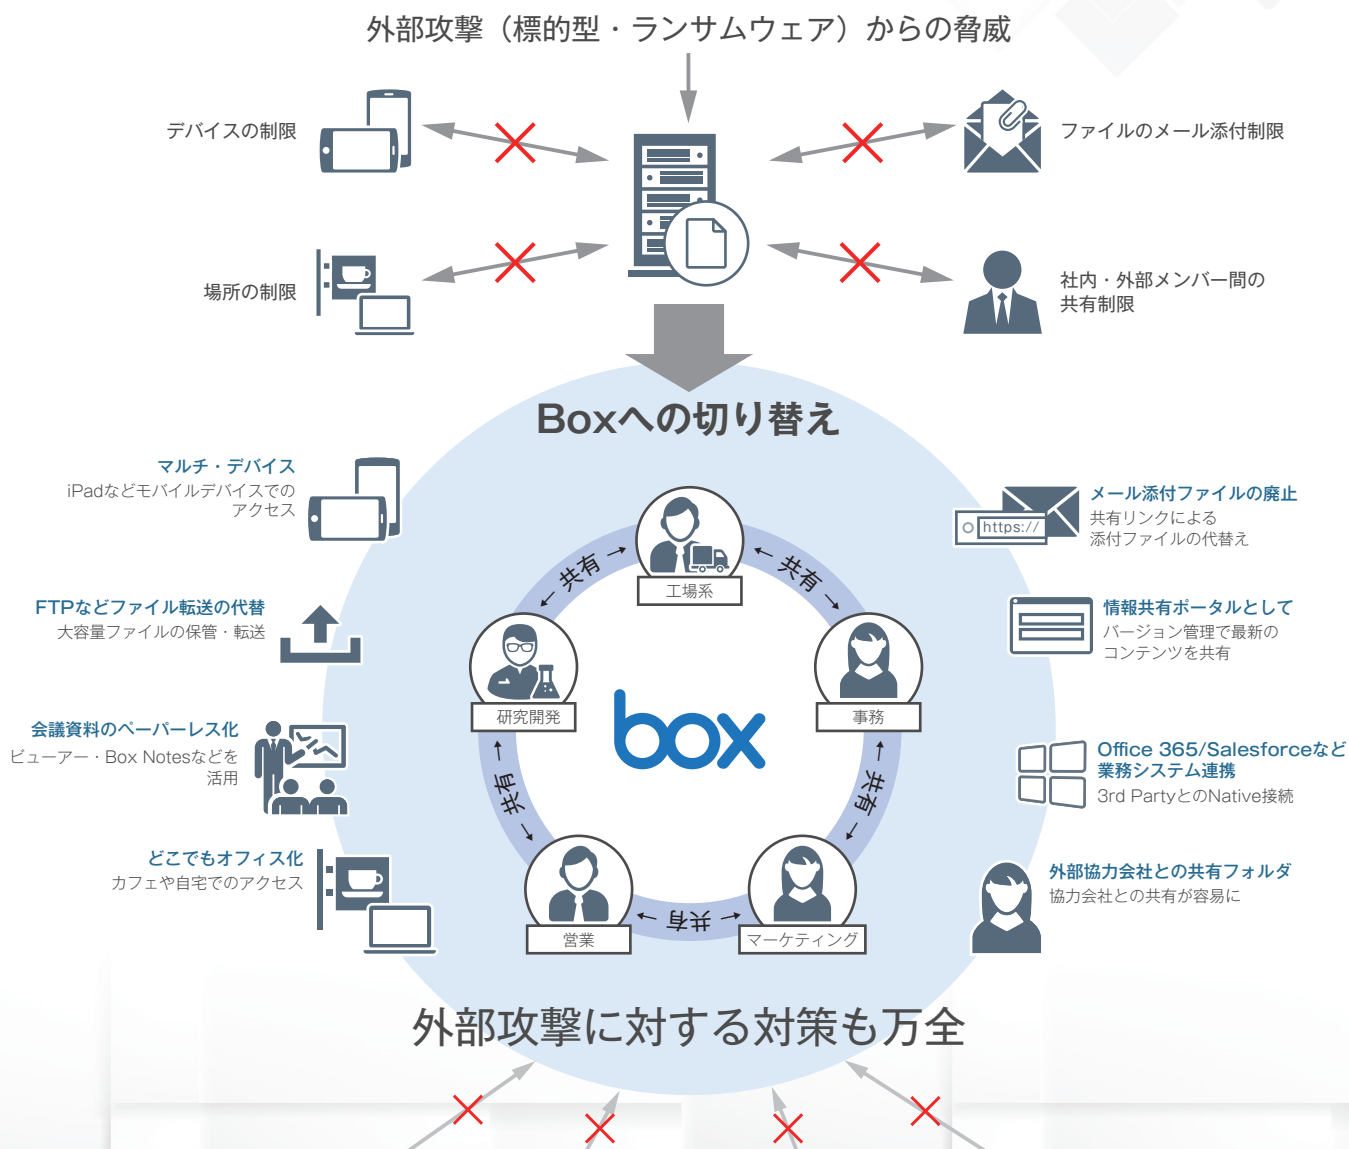 外部攻撃（標的型・ランサムウェア）からの脅威
デバイスの制限
ファイルのメール添付制限
場所の制限
社内・外部メンバー間の
共有制限
Boxへの切り替え
マルチ・デバイス
iPadなどモバイルデバイスでの
アクセス
FTPなどファイル転送の代替
大容量ファイルの保管・転送
会議資料のペーパーレス化
ビューアー・Box Notesなどを
活用
どこでもオフィス化
カフェや自宅でのアクセス
共有
共有
工場系
研究開発
事務
box
共有
共有
営業
共有
マーケティング
https://
メール添付ファイルの廃止
共有リンクによる
添付ファイルの代替え
情報共有ポータルとして
バージョン管理で最新の
コンテンツを共有
Office 365/Salesforceなど
業務システム連携
3rd PartyとのNative接続
外部協力会社との共有フォルダ
協力会社との共有が容易に
外部攻撃に対する対策も万全